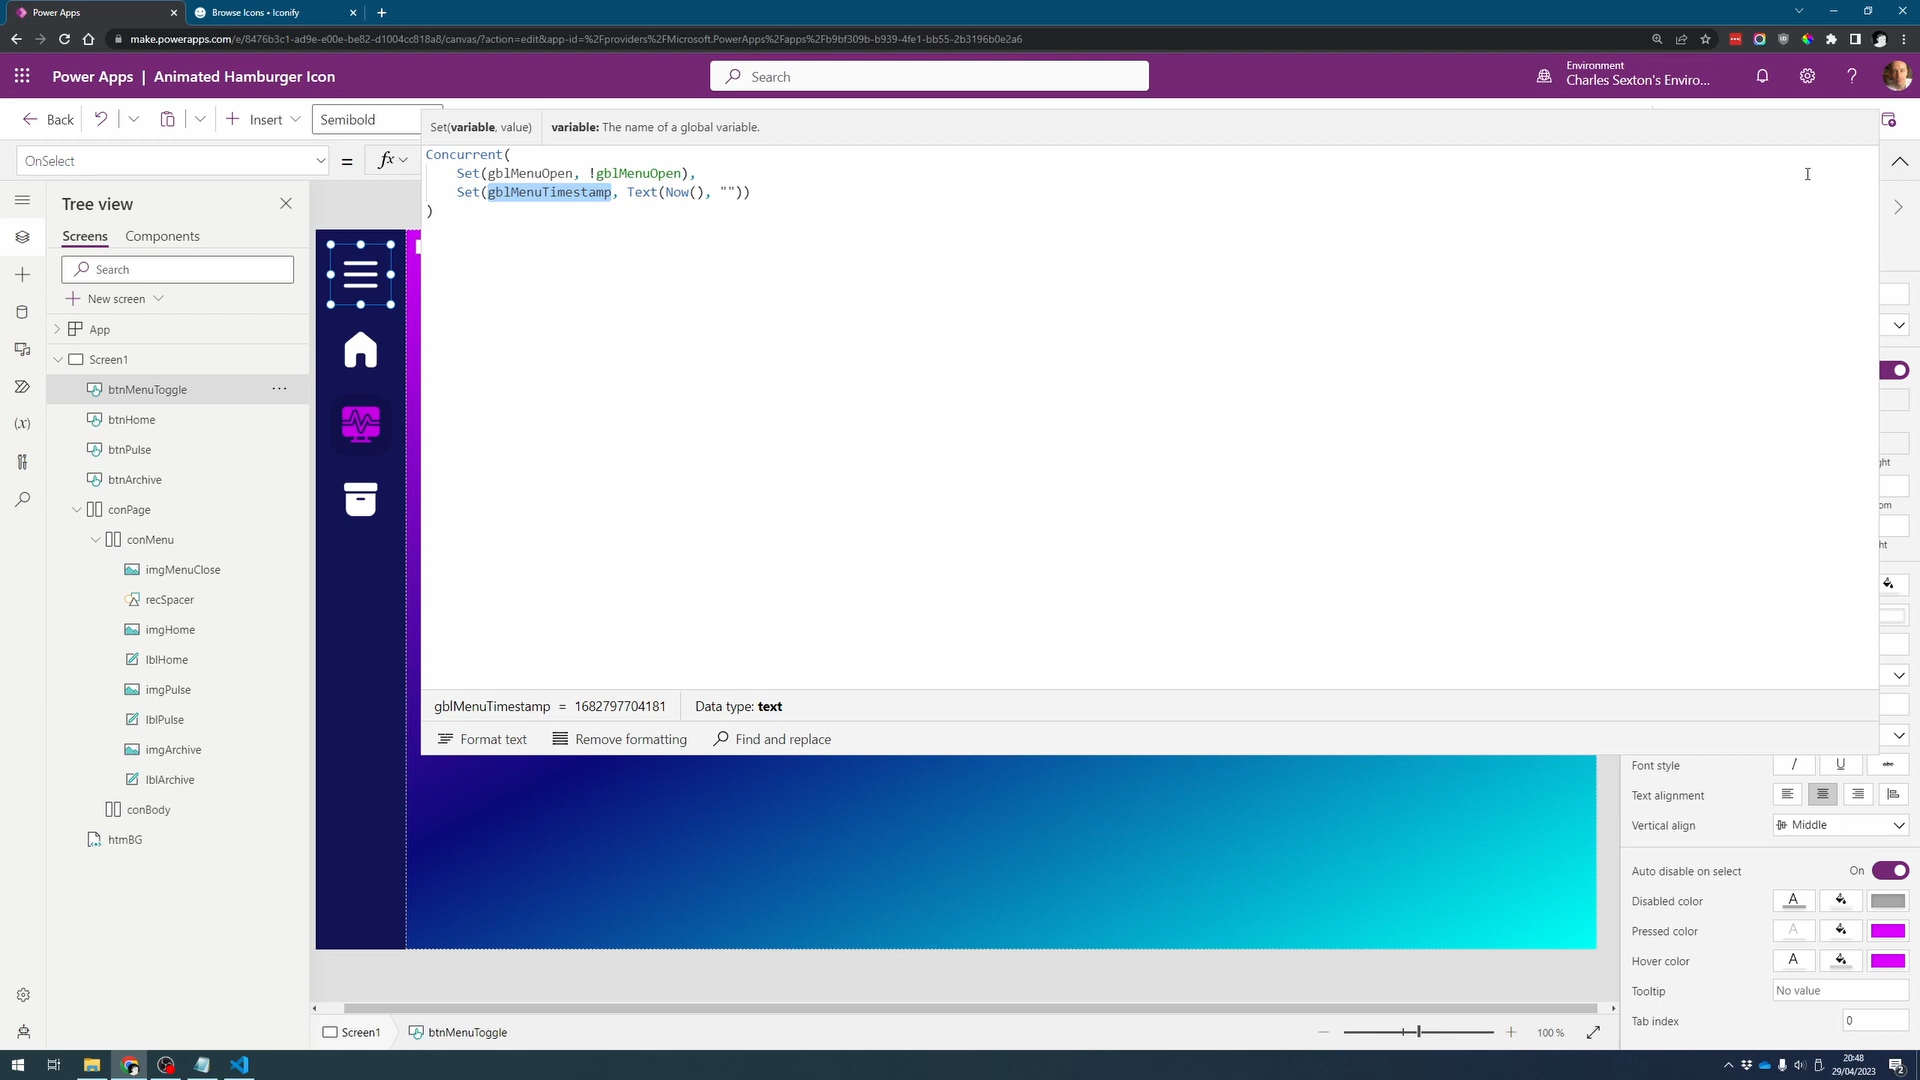 Power Apps
Browse Icons • Iconify
make.powerapps.com/e/8476b3c1-ad9e-e00e-be82-d1004cc818a8/canvas/?action=edit&app-id=%2Fproviders%2FMicrosoft.PowerApps%2Fapps%2Fb9bf309b-b939-4fe1-bb55-2b3196b0e2a6
Power Apps | Animated Hamburger Icon
Search
Environment
Charles Sexton's Enviro...
Back
Insert
Semibold
Set(variable, value)
variable: The name of a global variable.
OnSelect
=
fx
Concurrent(
Set(gblMenuOpen, !gblMenuOpen),
Set(gblMenuTimestamp, Text(Now(), ""))
)
Tree view
Screens
Components
Search
New screen
App
Screen1
btnMenuToggle
btnHome
btnPulse
btnArchive
conPage
conMenu
imgMenuClose
recSpacer
imgHome
lblHome
imgPulse
lblPulse
imgArchive
lblArchive
conBody
htmBG
ght
om
ht
gblMenuTimestamp = 1682797704181
Data type: text
Format text
Remove formatting
Find and replace
Font style
Text alignment
Vertical align
Middle
Auto disable on select
On
Disabled color
Pressed color
Hover color
Tooltip
No value
Tab index
0
Screen1
btnMenuToggle
100 %
20:48
29/04/2023